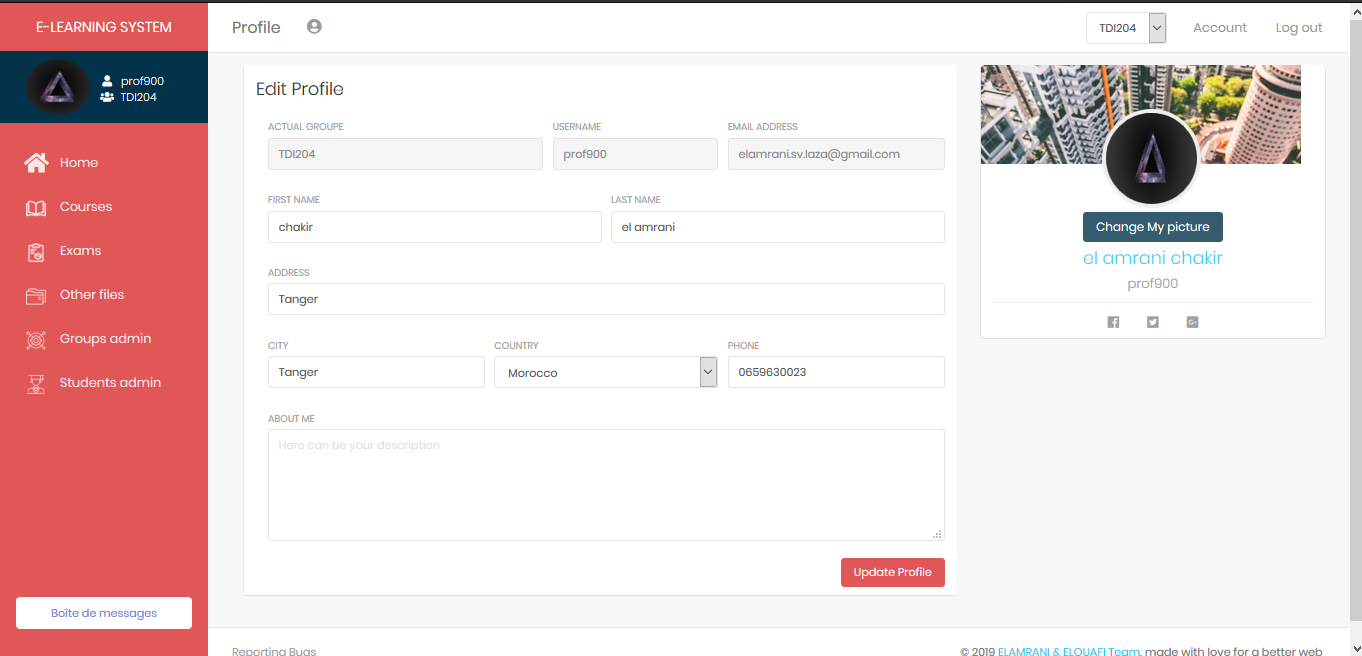 E-LEARNING SYSTEM
prof900
TDI204
Home
Courses
Exams
Other files
Groups admin
Students admin
Boîte de messages
Profile
TDI204
Account
Log out
Edit Profile
ACTUAL GROUPE
USERNAME
EMAIL ADDRESS
TDI204
prof900
elamrani.sv.laza@gmail.com
FIRST NAME
LAST NAME
chakir
el amrani
ADDRESS
Tanger
CITY
COUNTRY
PHONE
Tanger
Morocco
0659630023
ABOUT ME
Here can be your description
Update Profile
Change My picture
el amrani chakir
prof900
Reporting Bugs
© 2019 ELAMRANI & ELOUAFI Team, made with love for a better web